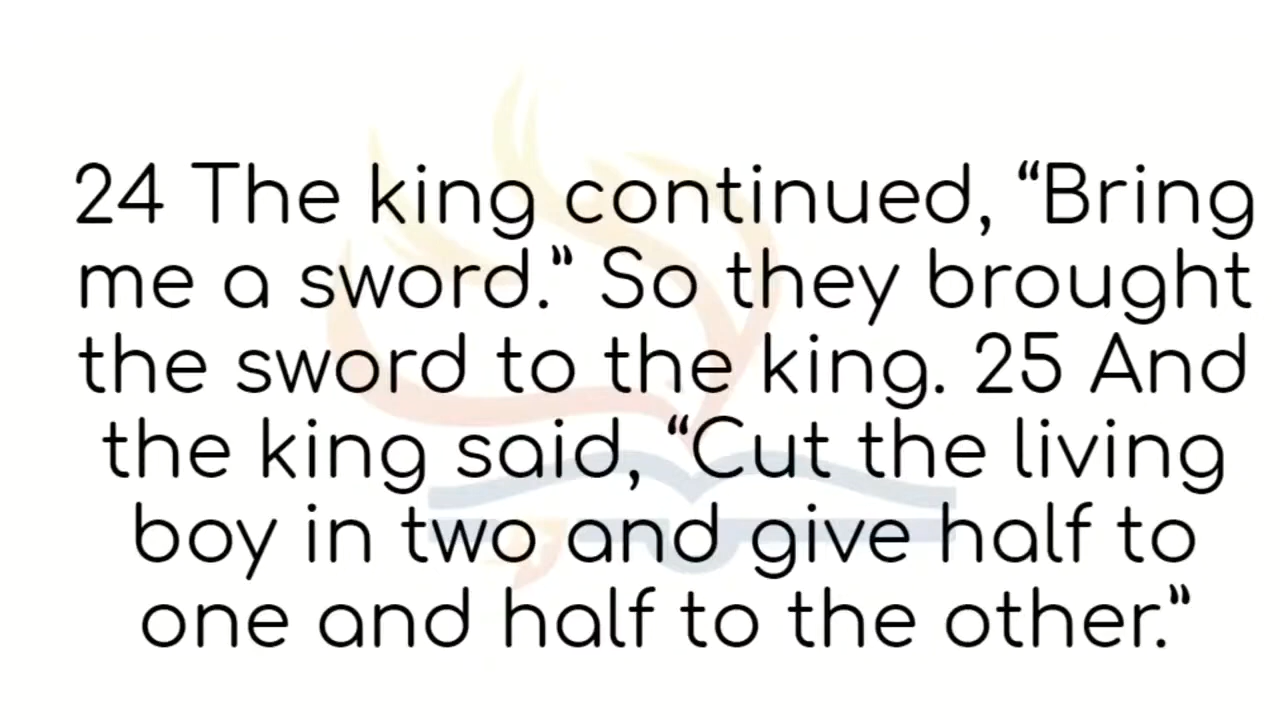 24 The king continued, “Bring
me a sword.” So they brought
the sword to the king. 25 And
the king said, “Cut the living
boy in two and give half to
one and half to the other.”